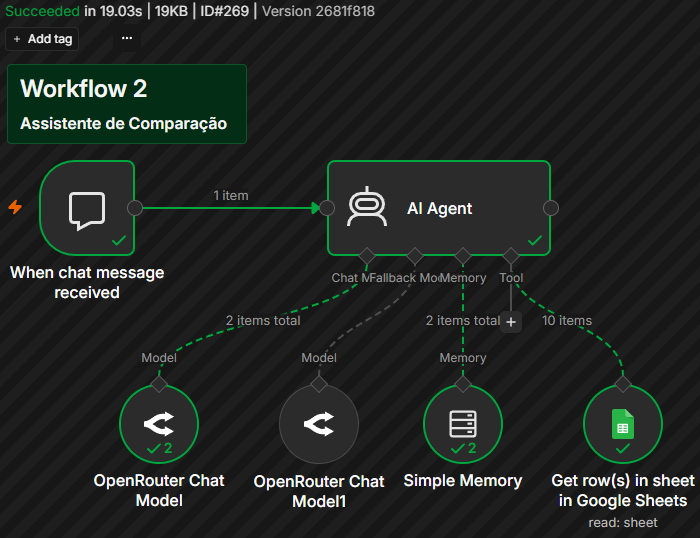 Succeeded in 19.03s | 19KB | ID#269 | Version 2681f818
+ Add tag ...
Workflow 2
Assistente de Comparação
1 item
AI Agent
When chat message
received
Chat M Fallback Mod Memory Tool
2 items total 2 items total + 10 items
Model Model Memory
2 2
OpenRouter Chat
Model
OpenRouter Chat
Model1
Simple Memory
Get row(s) in sheet
in Google Sheets
read: sheet